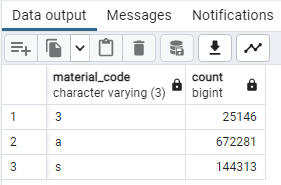 Data output Messages Notifications
material_code count
character varying (3) bigint
1 3 25146
2 a 672281
3 s 144313